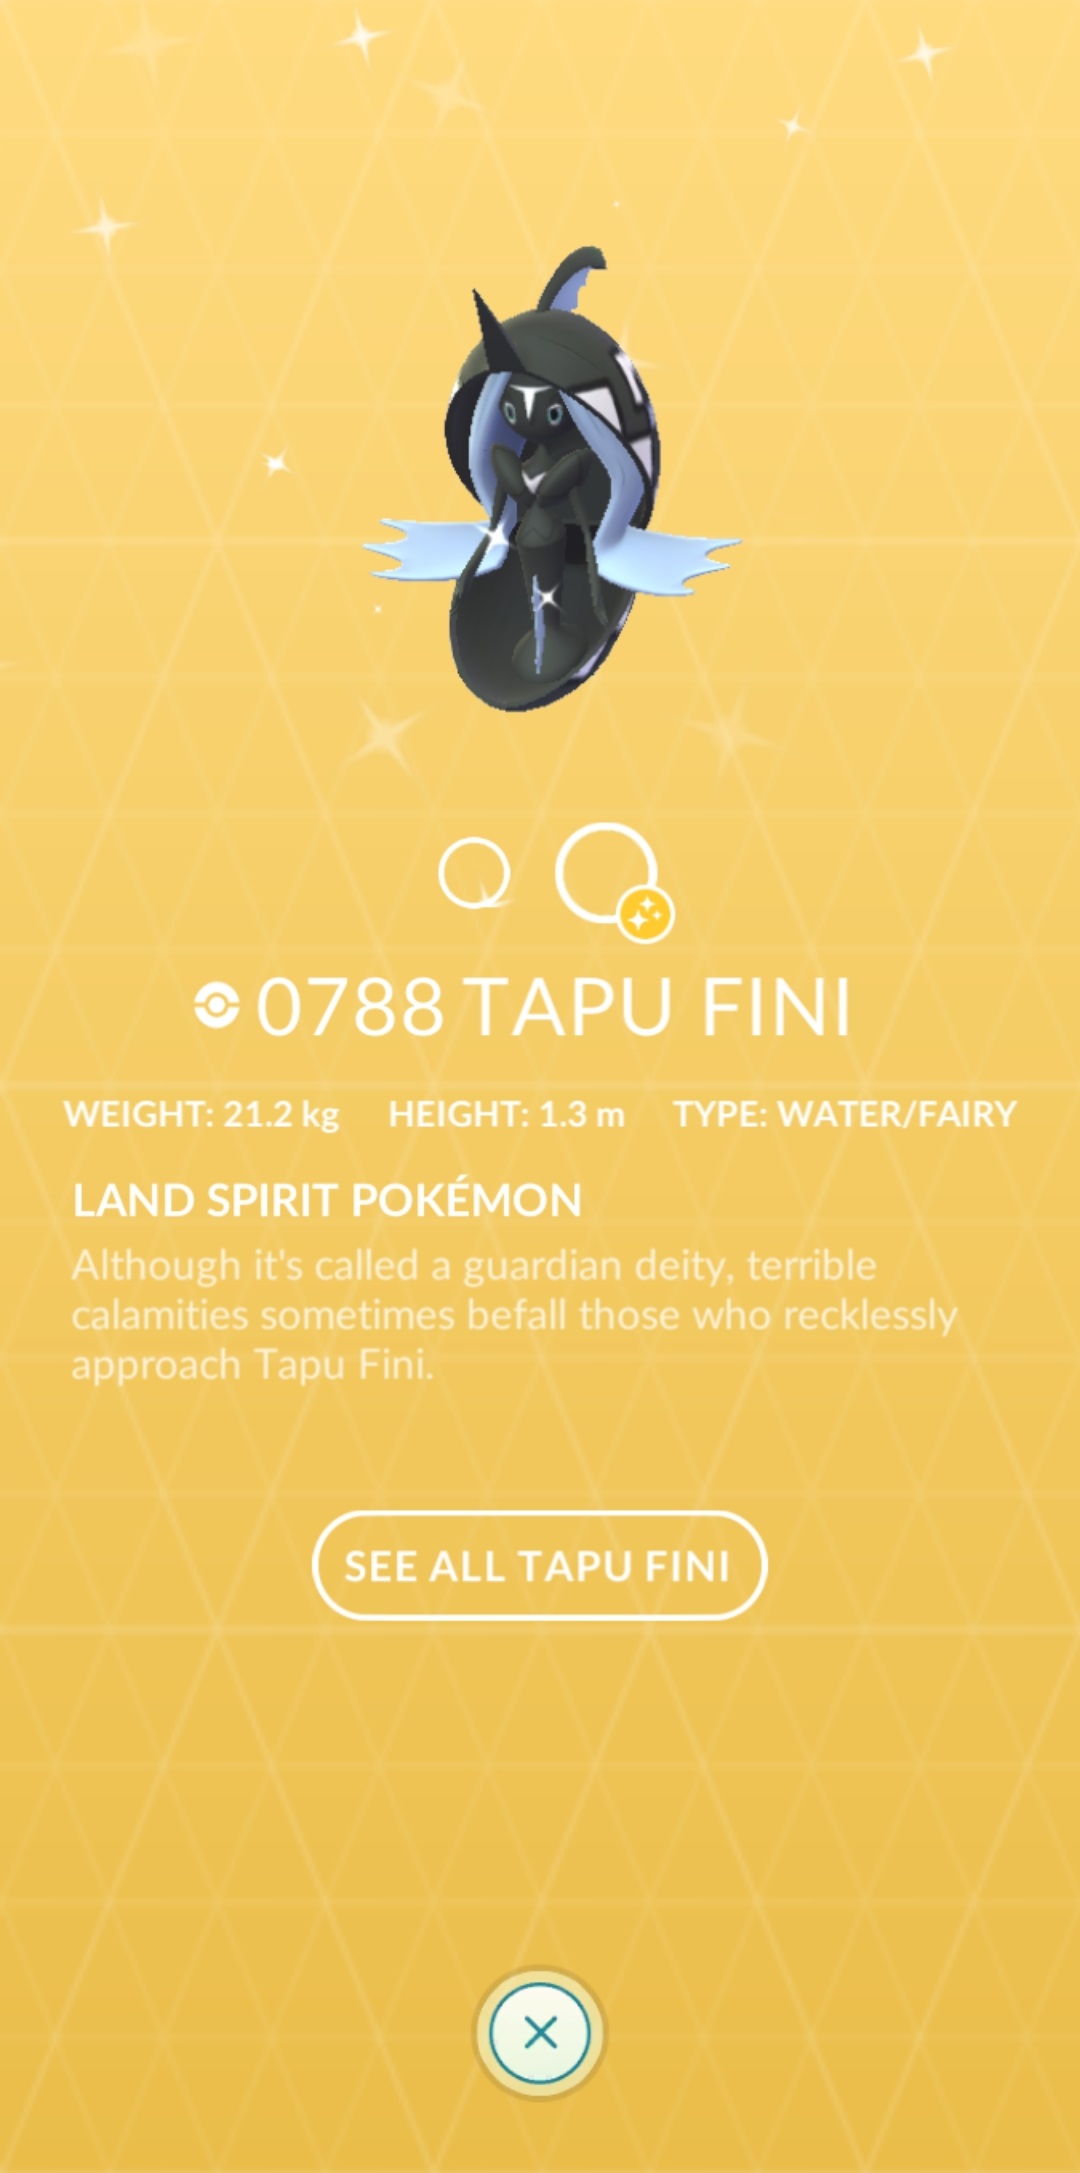 0788 TAPU FINI
WEIGHT: 21.2 kg HEIGHT: 1.3 m TYPE: WATER/FAIRY
LAND SPIRIT POKÉMON
Although it's called a guardian deity, terrible
calamities sometimes befall those who recklessly
approach Tapu Fini.
SEE ALL TAPU FINI